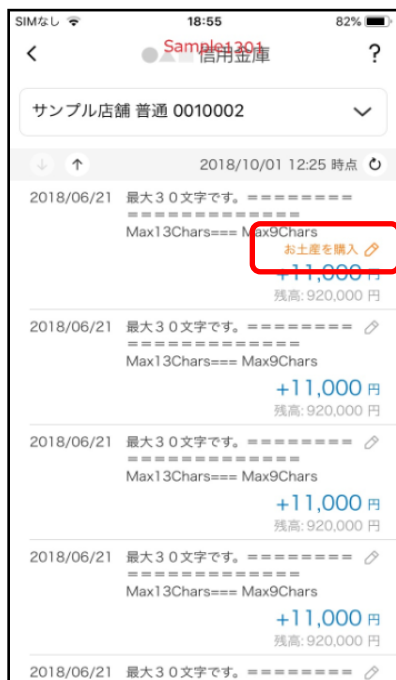 SIMなし 18:55 82%
Sample1201
信用金庫 ?
サンプル店舗 普通 0010002
2018/10/01 12:25 時点
2018/06/21 最大30文字です。========
=============
Max13Chars=== Max9Chars
お土産を購入
+11,000 円
残高: 920,000 円
2018/06/21 最大30文字です。========
=============
Max13Chars=== Max9Chars
+11,000 円
残高: 920,000 円
2018/06/21 最大30文字です。========
=============
Max13Chars=== Max9Chars
+11,000 円
残高: 920,000 円
2018/06/21 最大30文字です。========
=============
Max13Chars=== Max9Chars
+11,000 円
残高: 920,000 円
2018/06/21 最大30文字です。========